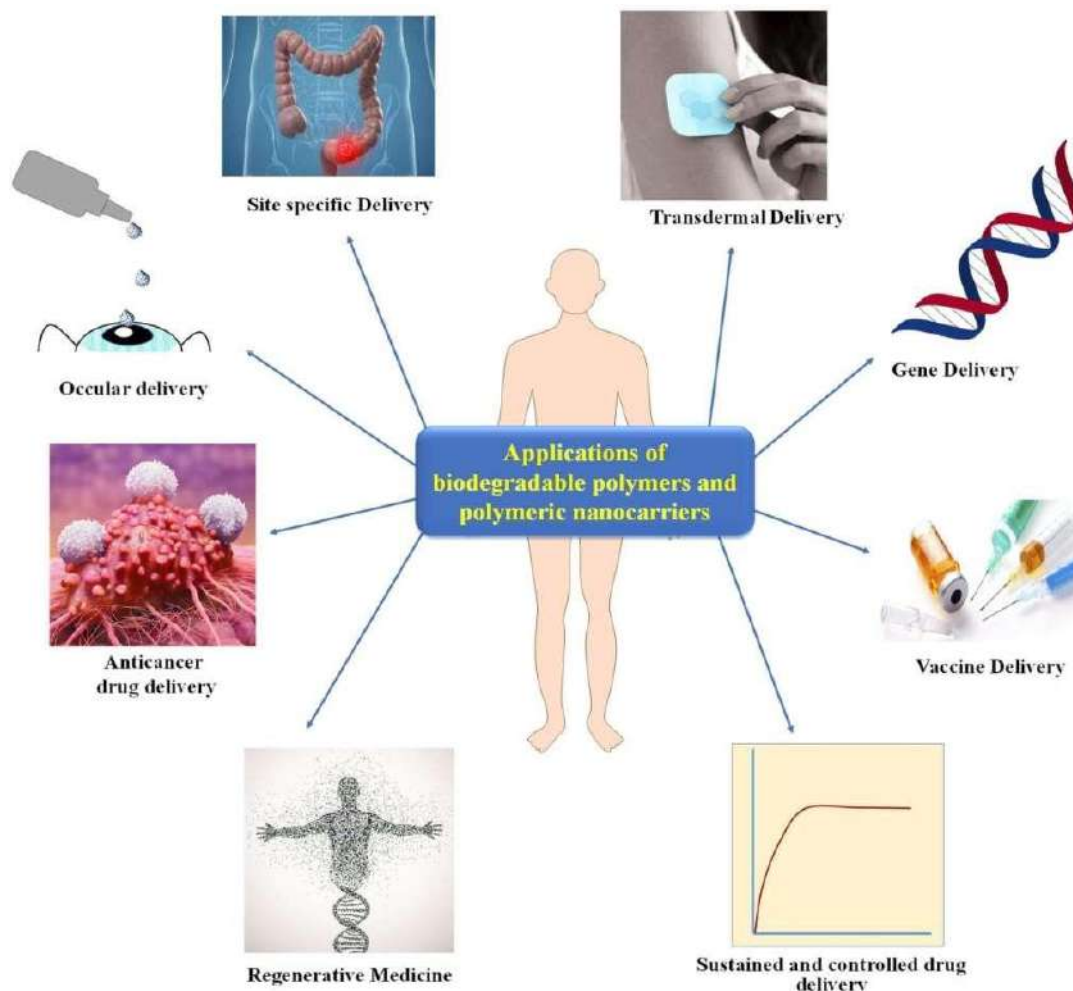 Site specific Delivery
Transdermal Delivery
Occular delivery
Gene Delivery
Applications of
biodegradable polymers and
polymeric nanocarriers
Anticancer
drug delivery
Vaccine Delivery
Regenerative Medicine
Sustained and controlled drug
delivery